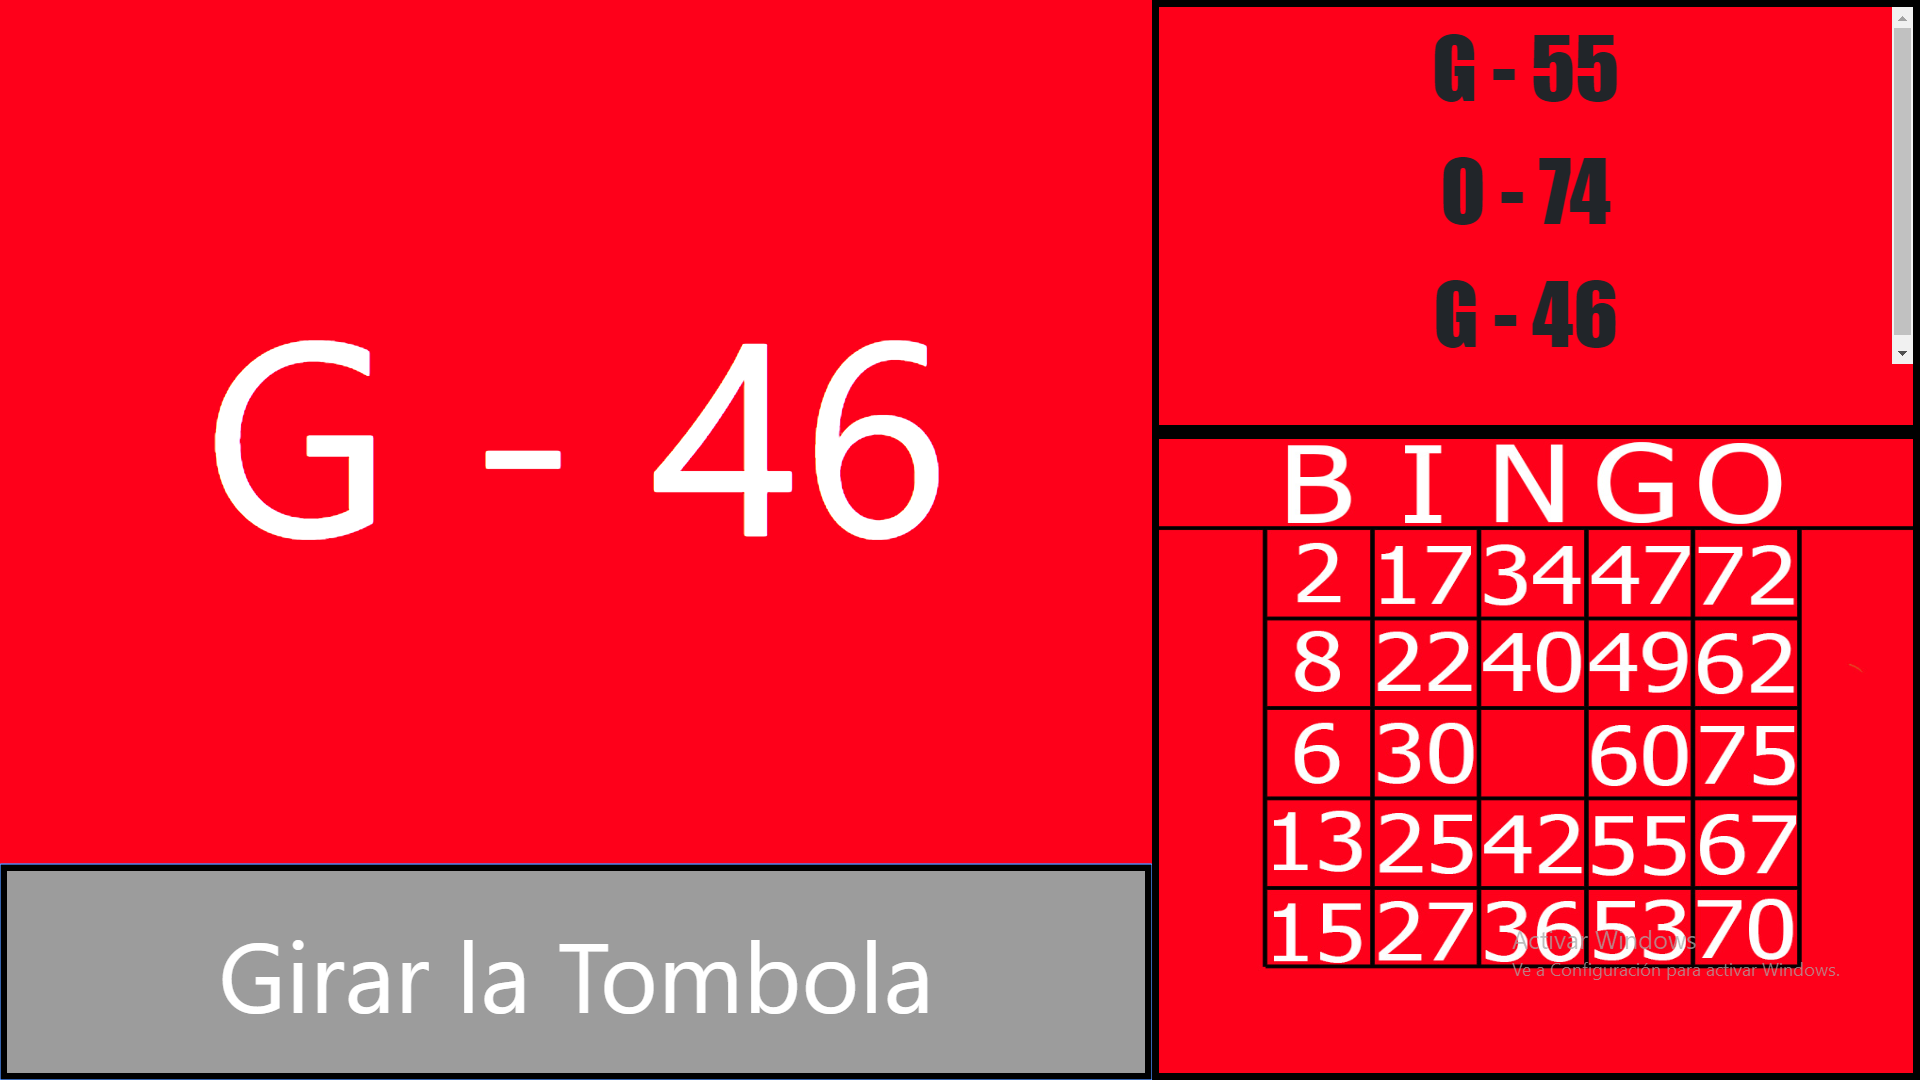 G - 46
Girar la Tombola
G - 55
O - 74
G - 46
B I N G O
2 17 34 47 72
8 22 40 49 62
6 30 60 75
13 25 42 55 67
15 27 36 53 70
Activar Windows
Ve a Configuración para activar Windows.